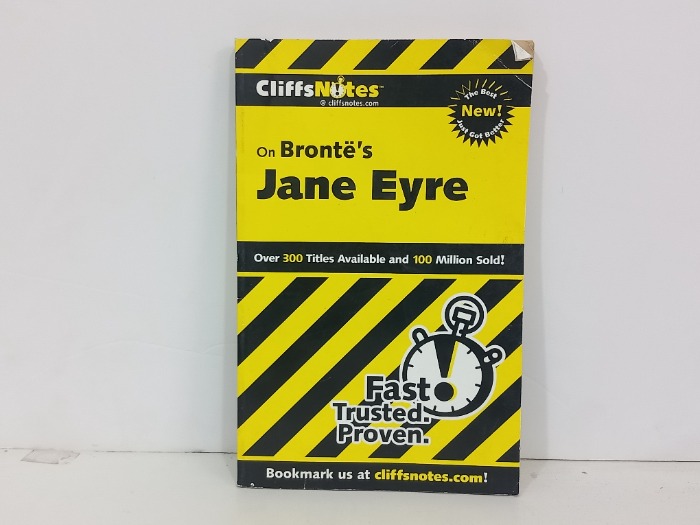 CliffsNotes™
@ cliffsnotes.com
The Best
New!
Just Got Better
On Brontë's
Jane Eyre
Over 300 Titles Available and 100 Million Sold!
Fast.
Trusted.
Proven.
Bookmark us at cliffsnotes.com!